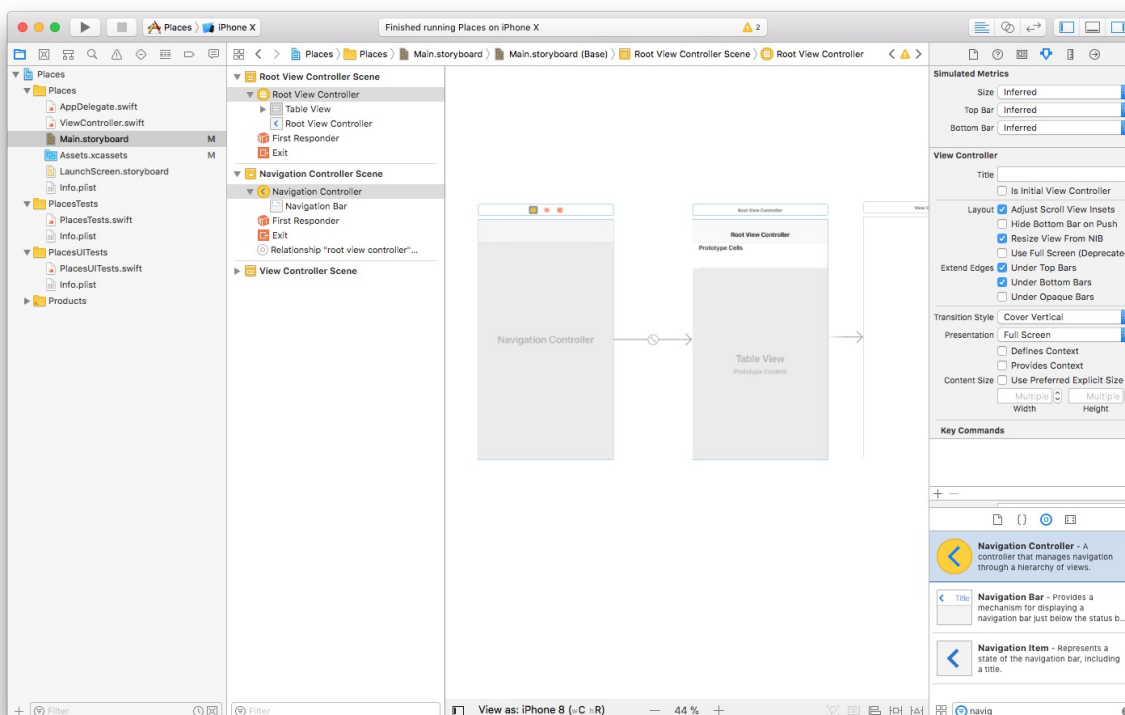 Places
iPhone X
Finished running Places on iPhone X
2
Places
Places
Main.storyboard
Main.storyboard (Base)
Root View Controller Scene
Root View Controller
Places
Places
AppDelegate.swift
ViewController.swift
Main.storyboard
M
Assets.xcassets
M
LaunchScreen.storyboard
Info.plist
PlacesTests
PlacesTests.swift
Info.plist
PlacesUITests
PlacesUITests.swift
Info.plist
Products
Filter
Root View Controller Scene
Root View Controller
Table View
Root View Controller
First Responder
Exit
Navigation Controller Scene
Navigation Controller
Navigation Bar
First Responder
Exit
Relationship "root view controller"...
View Controller Scene
Filter
Navigation Controller
Root View Controller
Root View Controller
Prototype Cells
Table View
Prototype Content
View C
View as: iPhone 8 (wC hR)
— 44 % +
Simulated Metrics
Size Inferred
Top Bar Inferred
Bottom Bar Inferred
View Controller
Title
Is Initial View Controller
Layout Adjust Scroll View Insets
Hide Bottom Bar on Push
Resize View From NIB
Use Full Screen (Deprecate
Extend Edges Under Top Bars
Under Bottom Bars
Under Opaque Bars
Transition Style Cover Vertical
Presentation Full Screen
Defines Context
Provides Context
Content Size Use Preferred Explicit Size
Multiple Multiple
Width Height
Key Commands
Navigation Controller - A
controller that manages navigation
through a hierarchy of views.
Title
Navigation Bar - Provides a
mechanism for displaying a
navigation bar just below the status b...
Navigation Item - Represents a
state of the navigation bar, including
a title.
navig